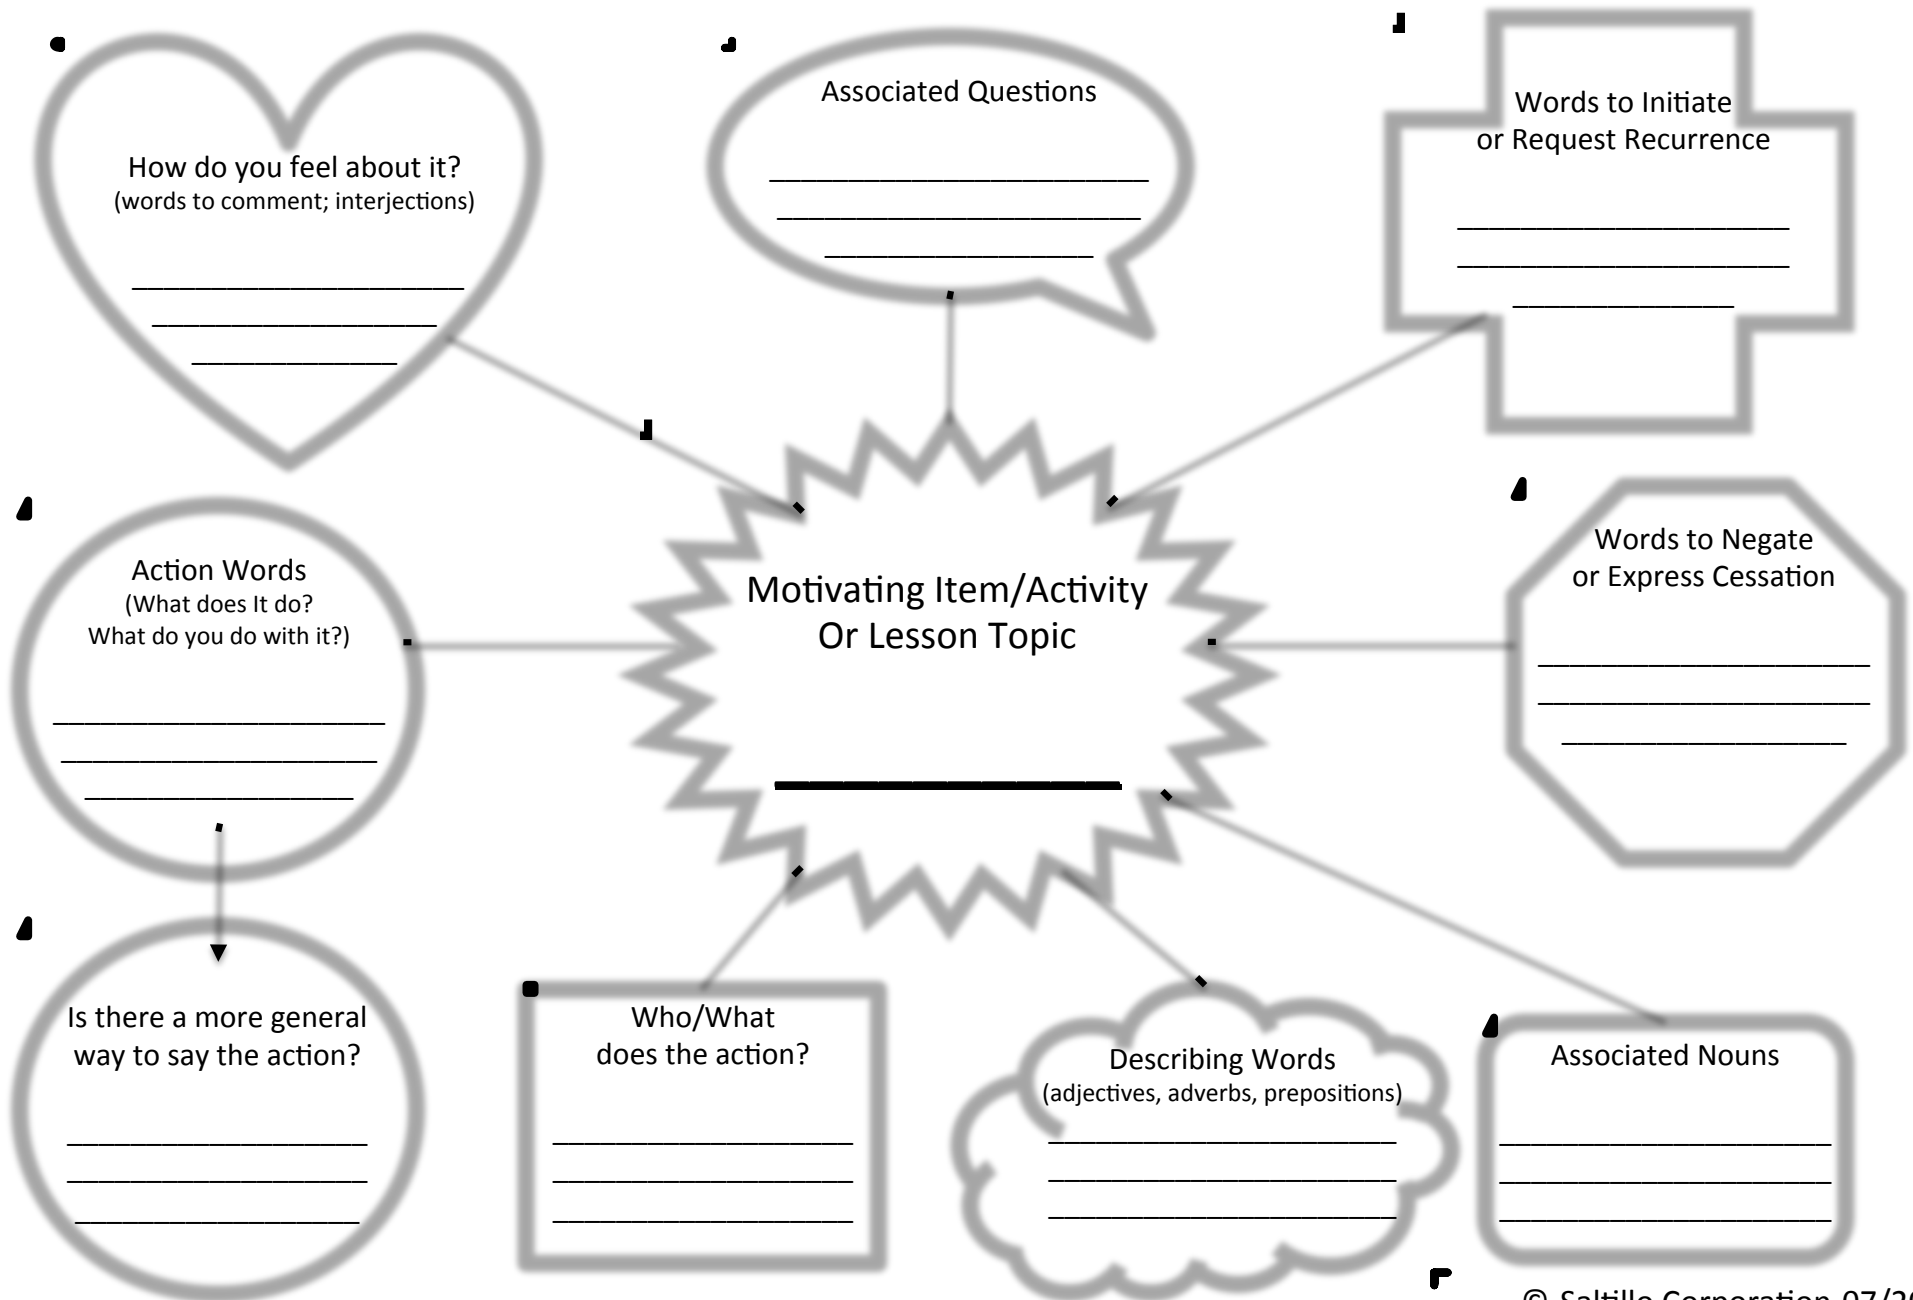 How do you feel about it?
(words to comment; interjections)
Associated Questions
Words to Initiate
or Request Recurrence
Action Words
(What does It do?
What do you do with it?)
Motivating Item/Activity
Or Lesson Topic
Words to Negate
or Express Cessation
Is there a more general
way to say the action?
Who/What
does the action?
Describing Words
(adjectives, adverbs, prepositions)
Associated Nouns
© Saltillo Corporation